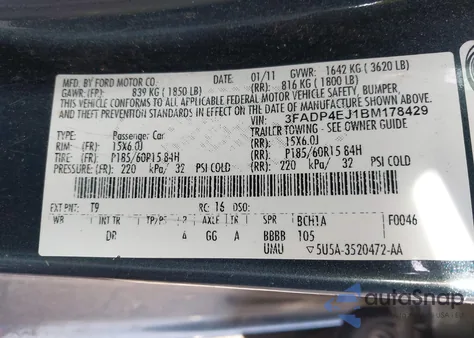 MFD. BY FORD MOTOR CO.
DATE: 01/11 GVWR: 1642 KG ( 3620 LB)
GAWR: (FR): 839 KG ( 1850 LB) (RR): 816 KG ( 1800 LB)
THIS VEHICLE CONFORMS TO ALL APPLICABLE FEDERAL MOTOR VEHICLE SAFETY, BUMPER,
AND THEFT PREVENTION STANDARDS IN EFFECT ON THE DATE OF MANUFACTURE SHOWN ABOVE.
VIN: 3FADP4EJ1BM178429
TYPE: Passenger Car TRAILER TOWING - SEE OWNER GUIDE
RIM: (FR): 15X6.0J (RR): 15X6.0J
TIRE: (FR): P185/60R15 84H (RR): P185/60R15 84H
PRESSURE: (FR): 220 kPa/ 32 PSI COLD (RR): 220 kPa/ 32 PSI COLD
EXT PNT: T9 RC: 16 DSO:
WB INT TR TP/PS R AXLE TR SPR BCH1A F0046
DR A GG A BBBB 105
UMU ▽ 5U5A-3520472-AA
autoSnap